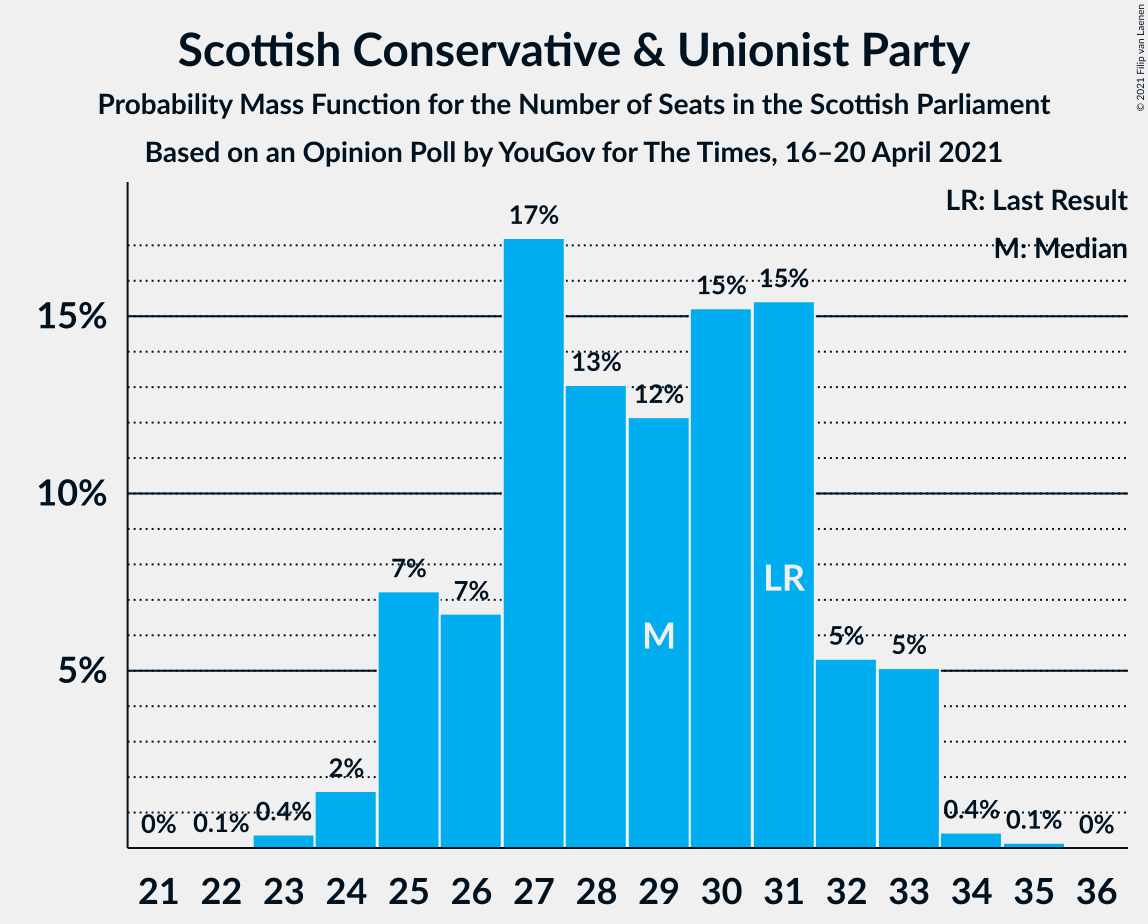 Scottish Conservative & Unionist Party
Probability Mass Function for the Number of Seats in the Scottish Parliament
Based on an Opinion Poll by YouGov for The Times, 16–20 April 2021
© 2021 Filip van Laenen
LR: Last Result
M: Median
15%
10%
5%
0%
0.1%
0.4%
2%
7%
7%
17%
13%
12%
15%
15%
5%
5%
0.4%
0.1%
0%
M
LR
21 22 23 24 25 26 27 28 29 30 31 32 33 34 35 36